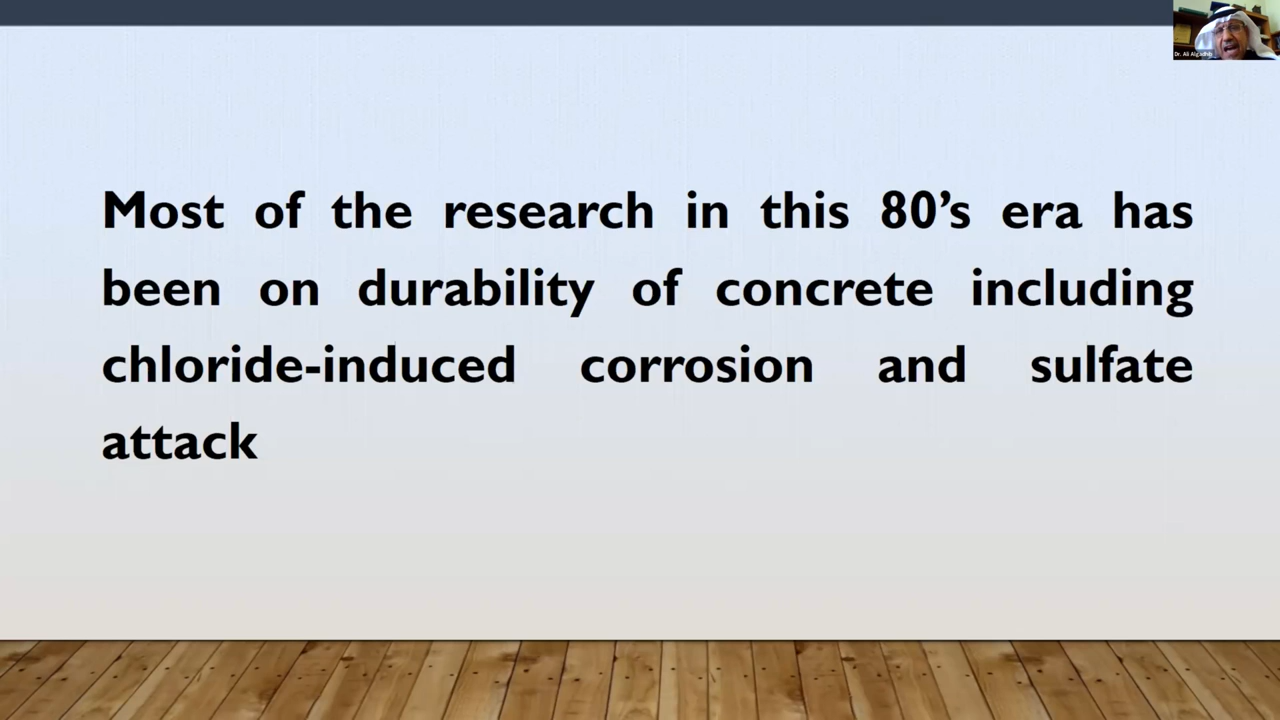 Most of the research in this 80’s era has
been on durability of concrete including
chloride-induced corrosion and sulfate
attack
Dr. Ali Algadhib